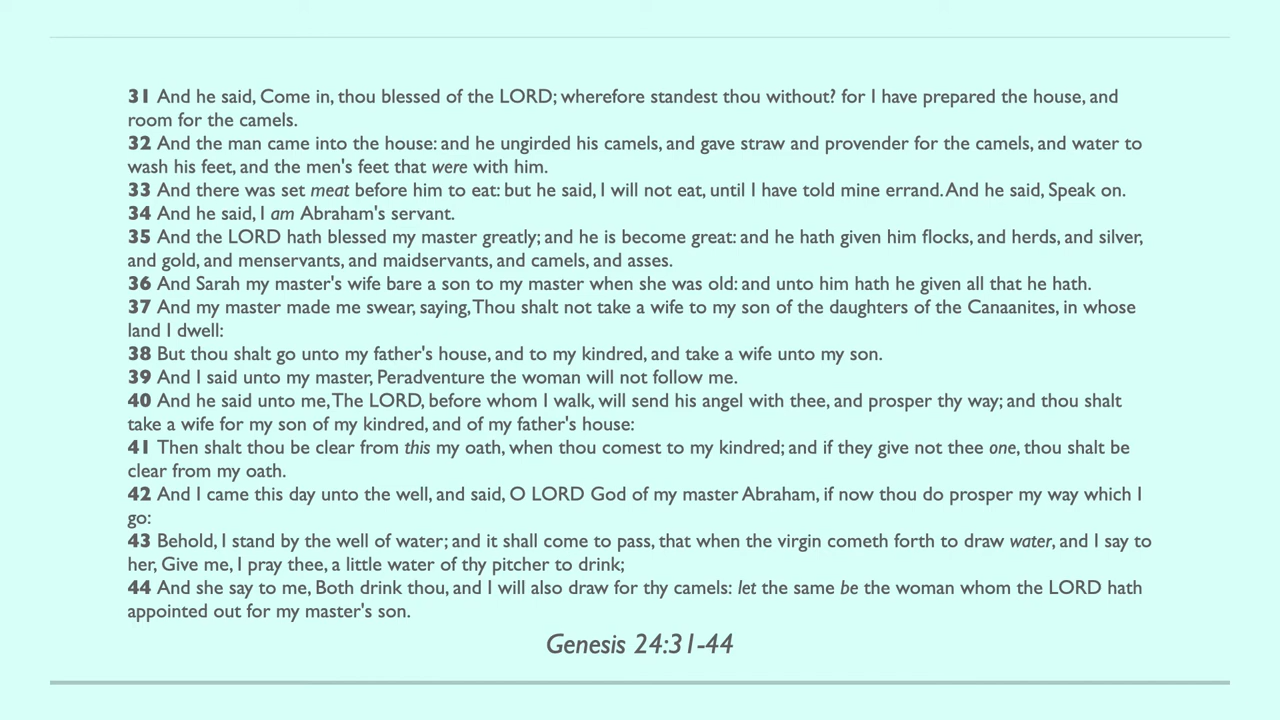 31 And he said, Come in, thou blessed of the LORD; wherefore standest thou without? for I have prepared the house, and
room for the camels.
32 And the man came into the house: and he ungirded his camels, and gave straw and provender for the camels, and water to
wash his feet, and the men's feet that were with him.
33 And there was set meat before him to eat: but he said, I will not eat, until I have told mine errand. And he said, Speak on.
34 And he said, I am Abraham's servant.
35 And the LORD hath blessed my master greatly; and he is become great: and he hath given him flocks, and herds, and silver,
and gold, and menservants, and maidservants, and camels, and asses.
36 And Sarah my master's wife bare a son to my master when she was old: and unto him hath he given all that he hath.
37 And my master made me swear, saying, Thou shalt not take a wife to my son of the daughters of the Canaanites, in whose
land I dwell:
38 But thou shalt go unto my father's house, and to my kindred, and take a wife unto my son.
39 And I said unto my master, Peradventure the woman will not follow me.
40 And he said unto me, The LORD, before whom I walk, will send his angel with thee, and prosper thy way; and thou shalt
take a wife for my son of my kindred, and of my father's house:
41 Then shalt thou be clear from this my oath, when thou comest to my kindred; and if they give not thee one, thou shalt be
clear from my oath.
42 And I came this day unto the well, and said, O LORD God of my master Abraham, if now thou do prosper my way which I
go:
43 Behold, I stand by the well of water; and it shall come to pass, that when the virgin cometh forth to draw water, and I say to
her, Give me, I pray thee, a little water of thy pitcher to drink;
44 And she say to me, Both drink thou, and I will also draw for thy camels: let the same be the woman whom the LORD hath
appointed out for my master's son.
Genesis 24:31-44